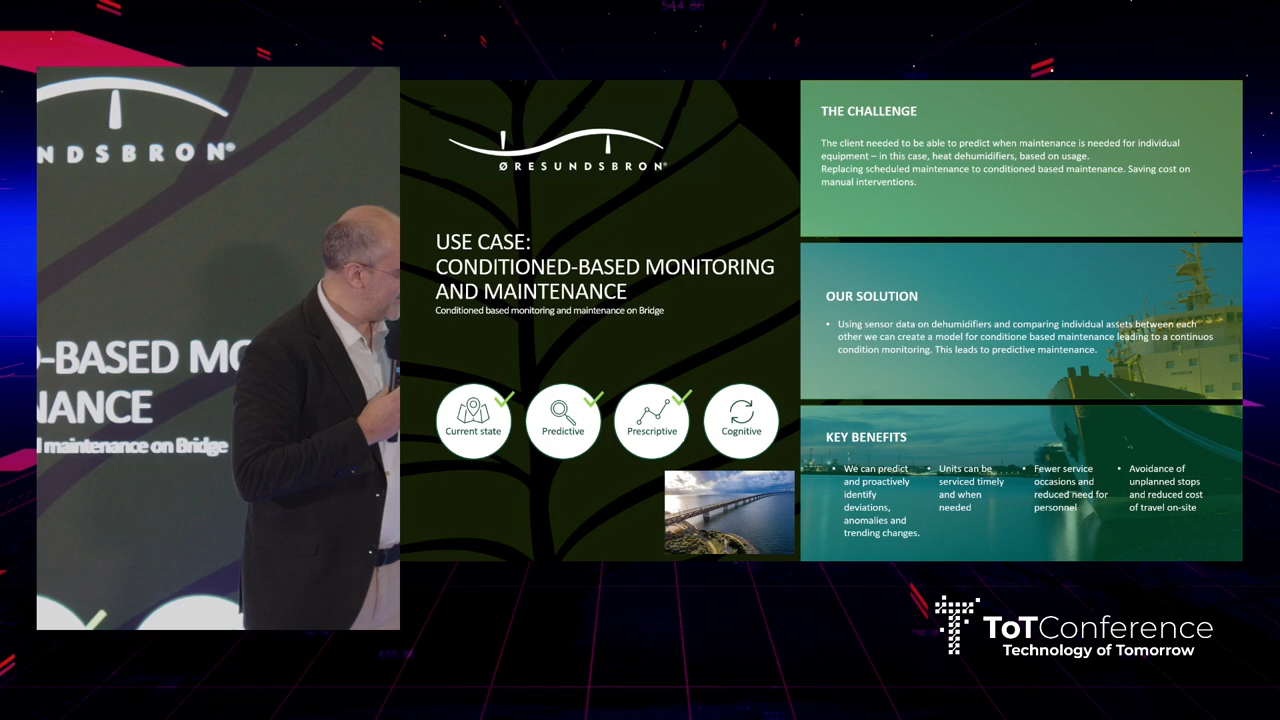 NDSBRON®
D-BASED MO
NANCE
l maintenance on Bridge
ØRESUNDSBRON®
USE CASE:
CONDITIONED-BASED MONITORING
AND MAINTENANCE
Conditioned based monitoring and maintenance on Bridge
Current state
Predictive
Prescriptive
Cognitive
THE CHALLENGE
The client needed to be able to predict when maintenance is needed for individual
equipment – in this case, heat dehumidifiers, based on usage.
Replacing scheduled maintenance to conditioned based maintenance. Saving cost on
manual interventions.
OUR SOLUTION
• Using sensor data on dehumidifiers and comparing individual assets between each
other we can create a model for conditione based maintenance leading to a continuos
condition monitoring. This leads to predictive maintenance.
KEY BENEFITS
• We can predict
and proactively
identify
deviations,
anomalies and
trending changes.
• Units can be
serviced timely
and when
needed
• Fewer service
occasions and
reduced need for
personnel
• Avoidance of
unplanned stops
and reduced cost
of travel on-site
ToTConference
Technology of Tomorrow